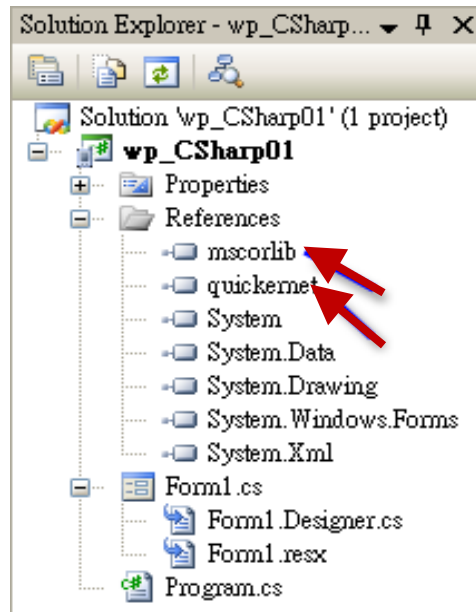 Solution Explorer - wp_CSharp...
Solution 'wp_CSharp01' (1 project)
wp_CSharp01
Properties
References
mscorlib
quickernet
System
System.Data
System.Drawing
System.Windows.Forms
System.Xml
Form1.cs
Form1.Designer.cs
Form1.resx
Program.cs